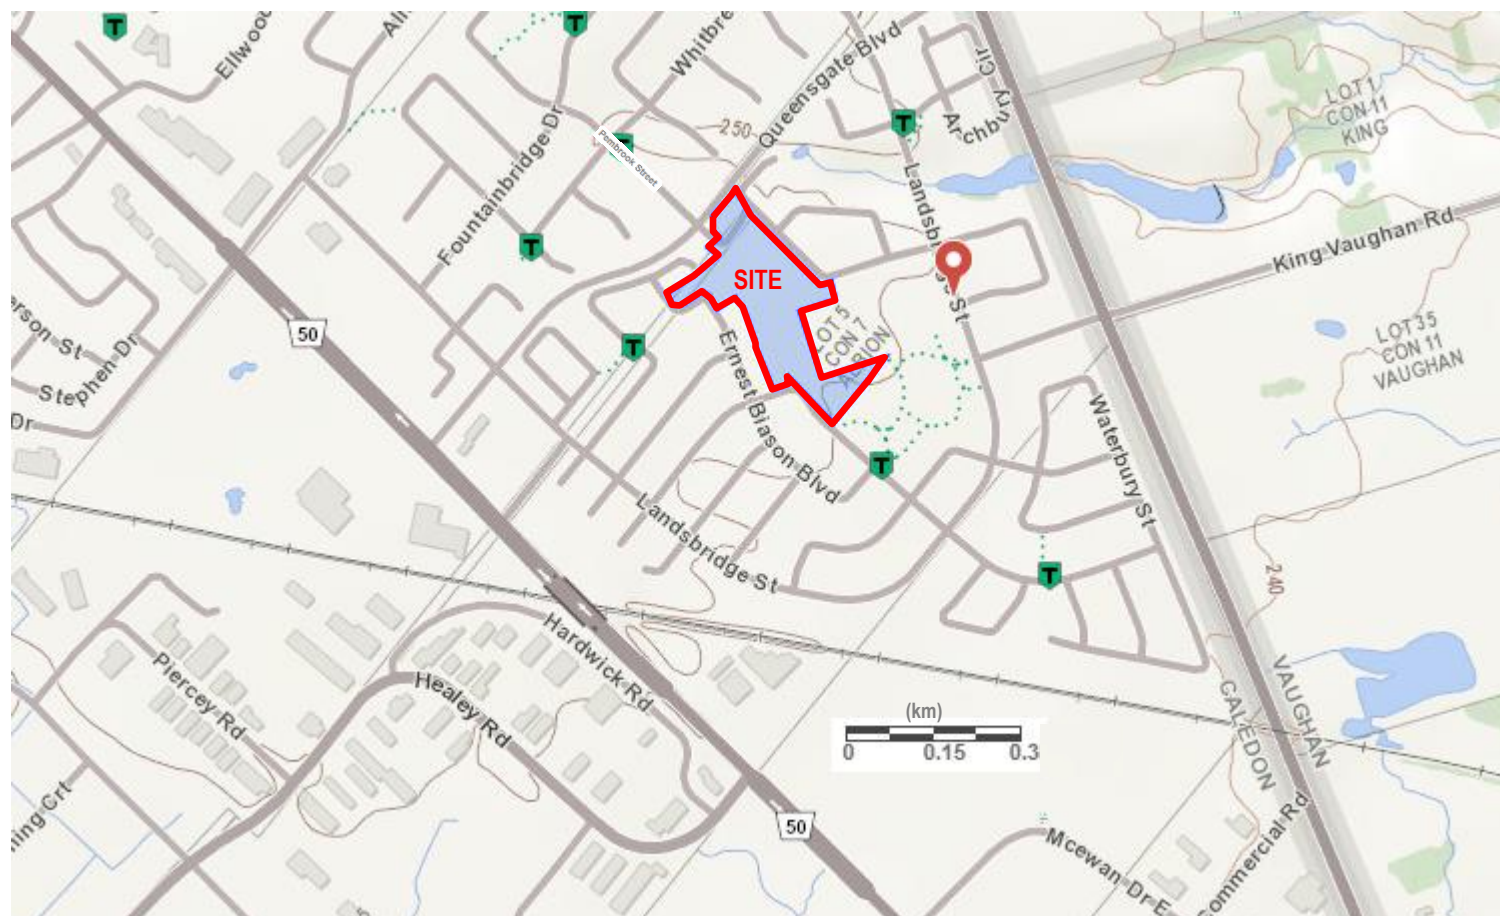 T
Ellwoo
Aln
T
Whitbre
Queensgate Blvd
Archbury Cir
LOT 1
CON 11
KING
T
250
T
Pembrook Street
Fountainbridge Dr
T
Landsbridge St
King Vaughan Rd
SITE
LOT 5
CON 7
ALBION
50
erson St
Stephen Dr
Dr
T
Ernest Biason Blvd
LOT 35
CON 11
VAUGHAN
Waterbury St
T
Landsbridge St
T
240
Hardwick Rd
Piercey Rd
Healey Rd
VAUGHAN
CALEDON
(km)
0 0.15 0.3
ning Crt
50
Mcewan Dr E
Commercial Rd